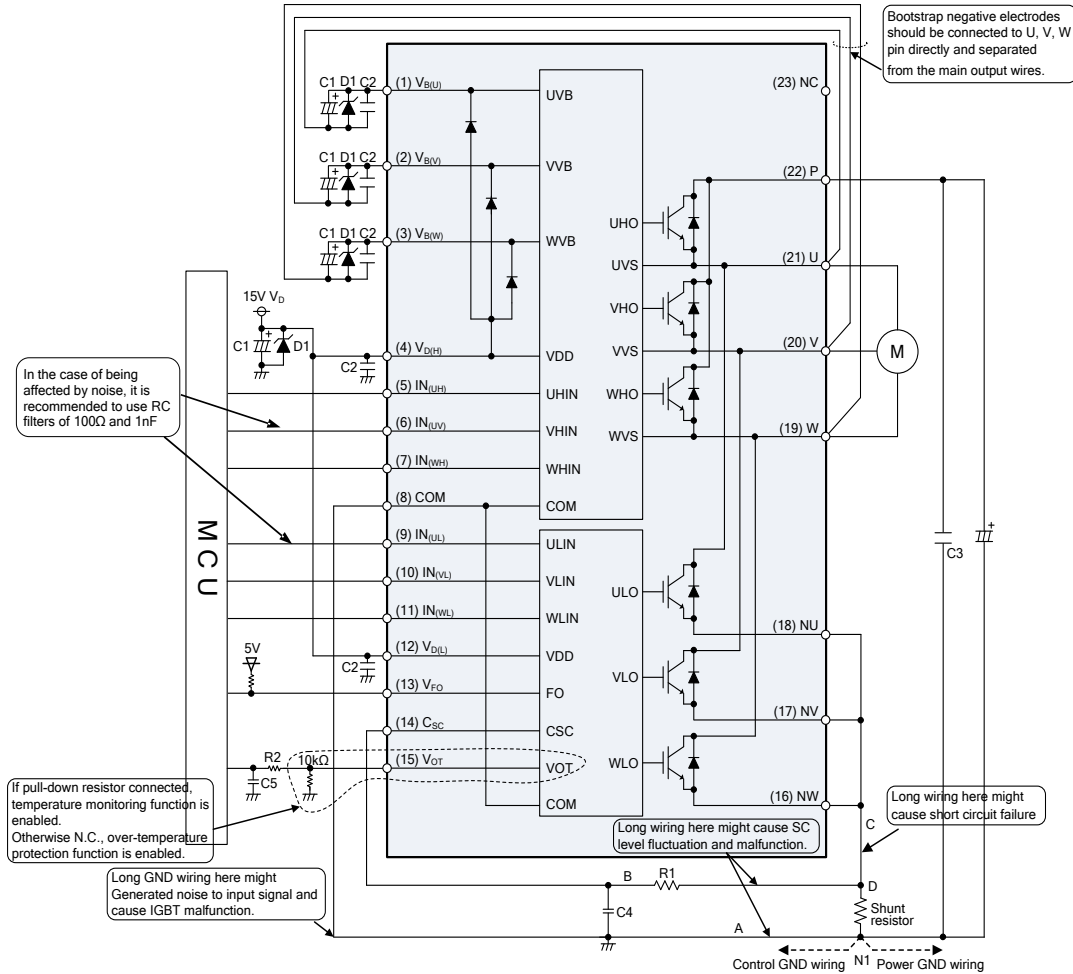 Bootstrap negative electrodes
should be connected to U, V, W
pin directly and separated
from the main output wires.
C1 D1 C2
(1) VB(U)
UVB
(23) NC
C1 D1 C2
(2) VB(V)
VVB
(22) P
C1 D1 C2
(3) VB(W)
WVB
UHO
UVS
(21) U
15V VD
VHO
C1
D1
C2
(4) VD(H)
VDD
VVS
(20) V
M
In the case of being
affected by noise, it is
recommended to use RC
filters of 100Ω and 1nF
(5) IN(UH)
UHIN
WHO
(6) IN(UV)
VHIN
WVS
(19) W
(7) IN(WH)
WHIN
(8) COM
COM
MCU
(9) IN(UL)
ULIN
C3
+
(10) IN(VL)
VLIN
ULO
(11) IN(WL)
WLIN
(18) NU
5V
C2
(12) VD(L)
VDD
(13) VFO
FO
VLO
(14) CSC
CSC
(17) NV
R2
10kΩ
(15) VOT
VOT
WLO
C5
If pull-down resistor connected,
temperature monitoring function is
enabled.
Otherwise N.C., over-temperature
protection function is enabled.
COM
(16) NW
Long wiring here might
cause short circuit failure
C
Long wiring here might cause SC
level fluctuation and malfunction.
Long GND wiring here might
Generated noise to input signal and
cause IGBT malfunction.
B
R1
D
C4
Shunt
resistor
A
Control GND wiring
N1
Power GND wiring